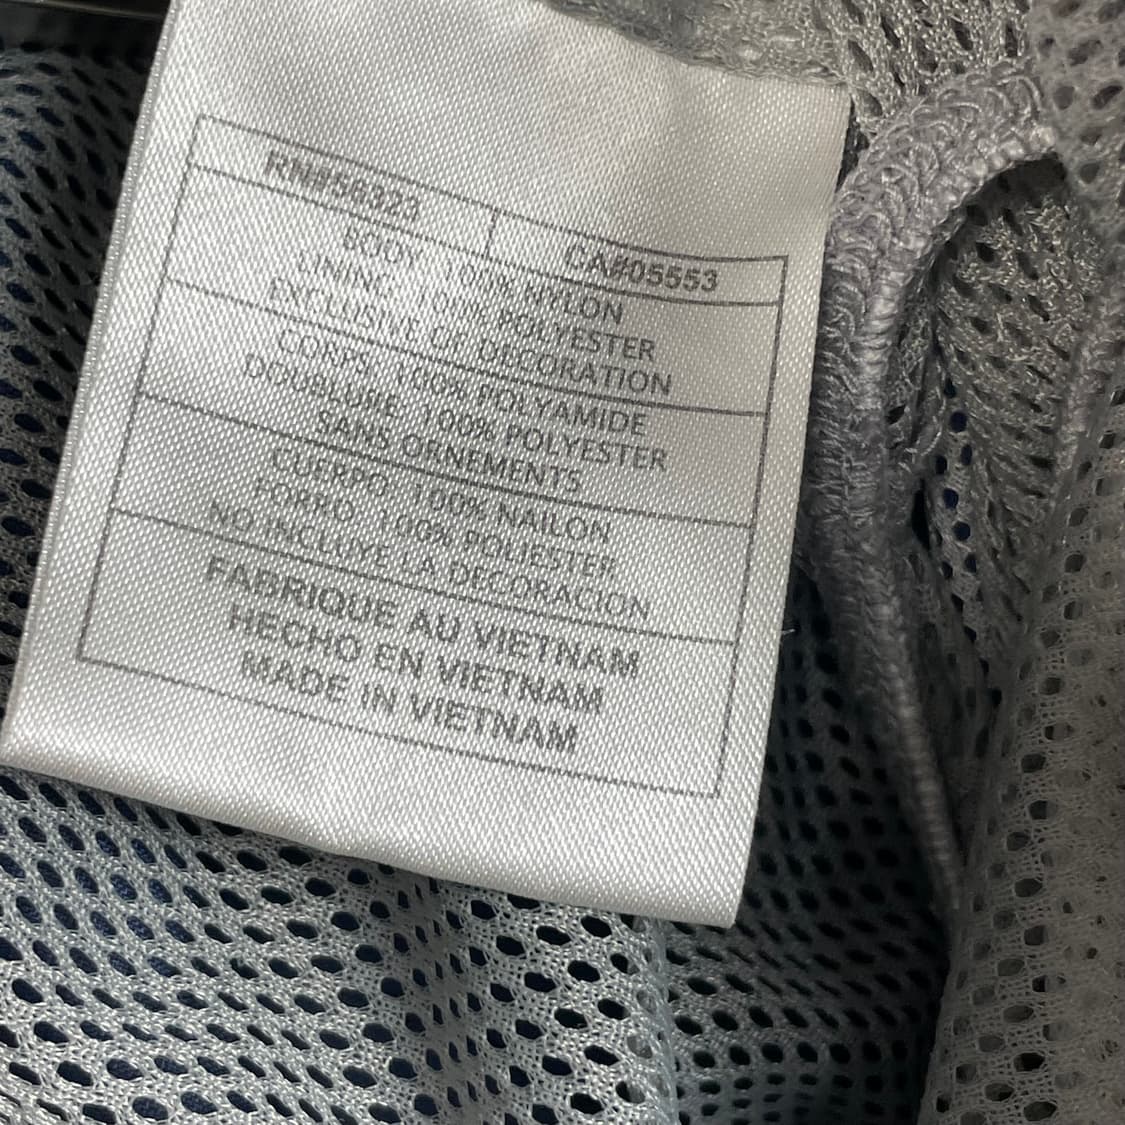 RN#56323 CA#05553
BODY: 100% NYLON
LINING: 100% POLYESTER
EXCLUSIVE OF DECORATION
CORPS: 100% POLYAMIDE
DOUBLURE: 100% POLYESTER
SANS ORNEMENTS
CUERPO: 100% NAILON
FORRO: 100% POLIESTER
NO INCLUYE LA DECORACION
FABRIQUE AU VIETNAM
HECHO EN VIETNAM
MADE IN VIETNAM